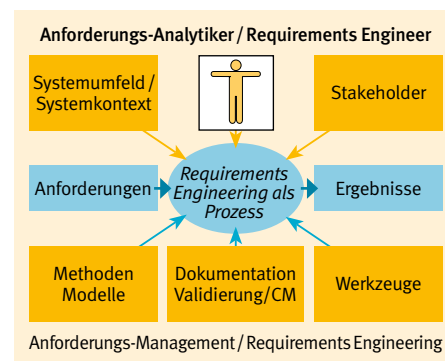 Anforderungs-Analytiker / Requirements Engineer
Systemumfeld /
Systemkontext
Stakeholder
Anforderungen
Requirements
Engineering als
Prozess
Ergebnisse
Methoden
Modelle
Dokumentation
Validierung/CM
Werkzeuge
Anforderungs-Management / Requirements Engineering